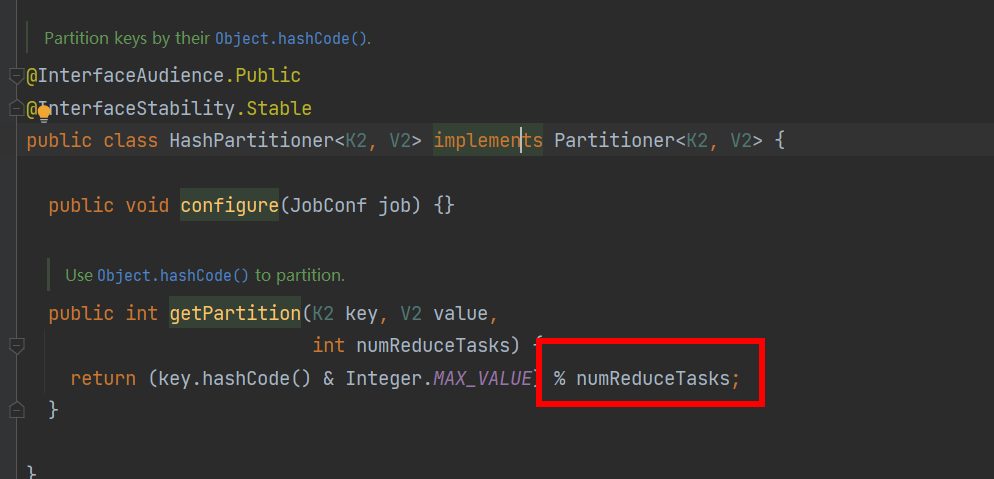 Partition keys by their Object.hashCode().
@InterfaceAudience.Public
@InterfaceStability.Stable
public class HashPartitioner<K2, V2> implements Partitioner<K2, V2> {
public void configure(JobConf job) {}
Use Object.hashCode() to partition.
public int getPartition(K2 key, V2 value,
int numReduceTasks) {
return (key.hashCode() & Integer.MAX_VALUE) % numReduceTasks;
}
}